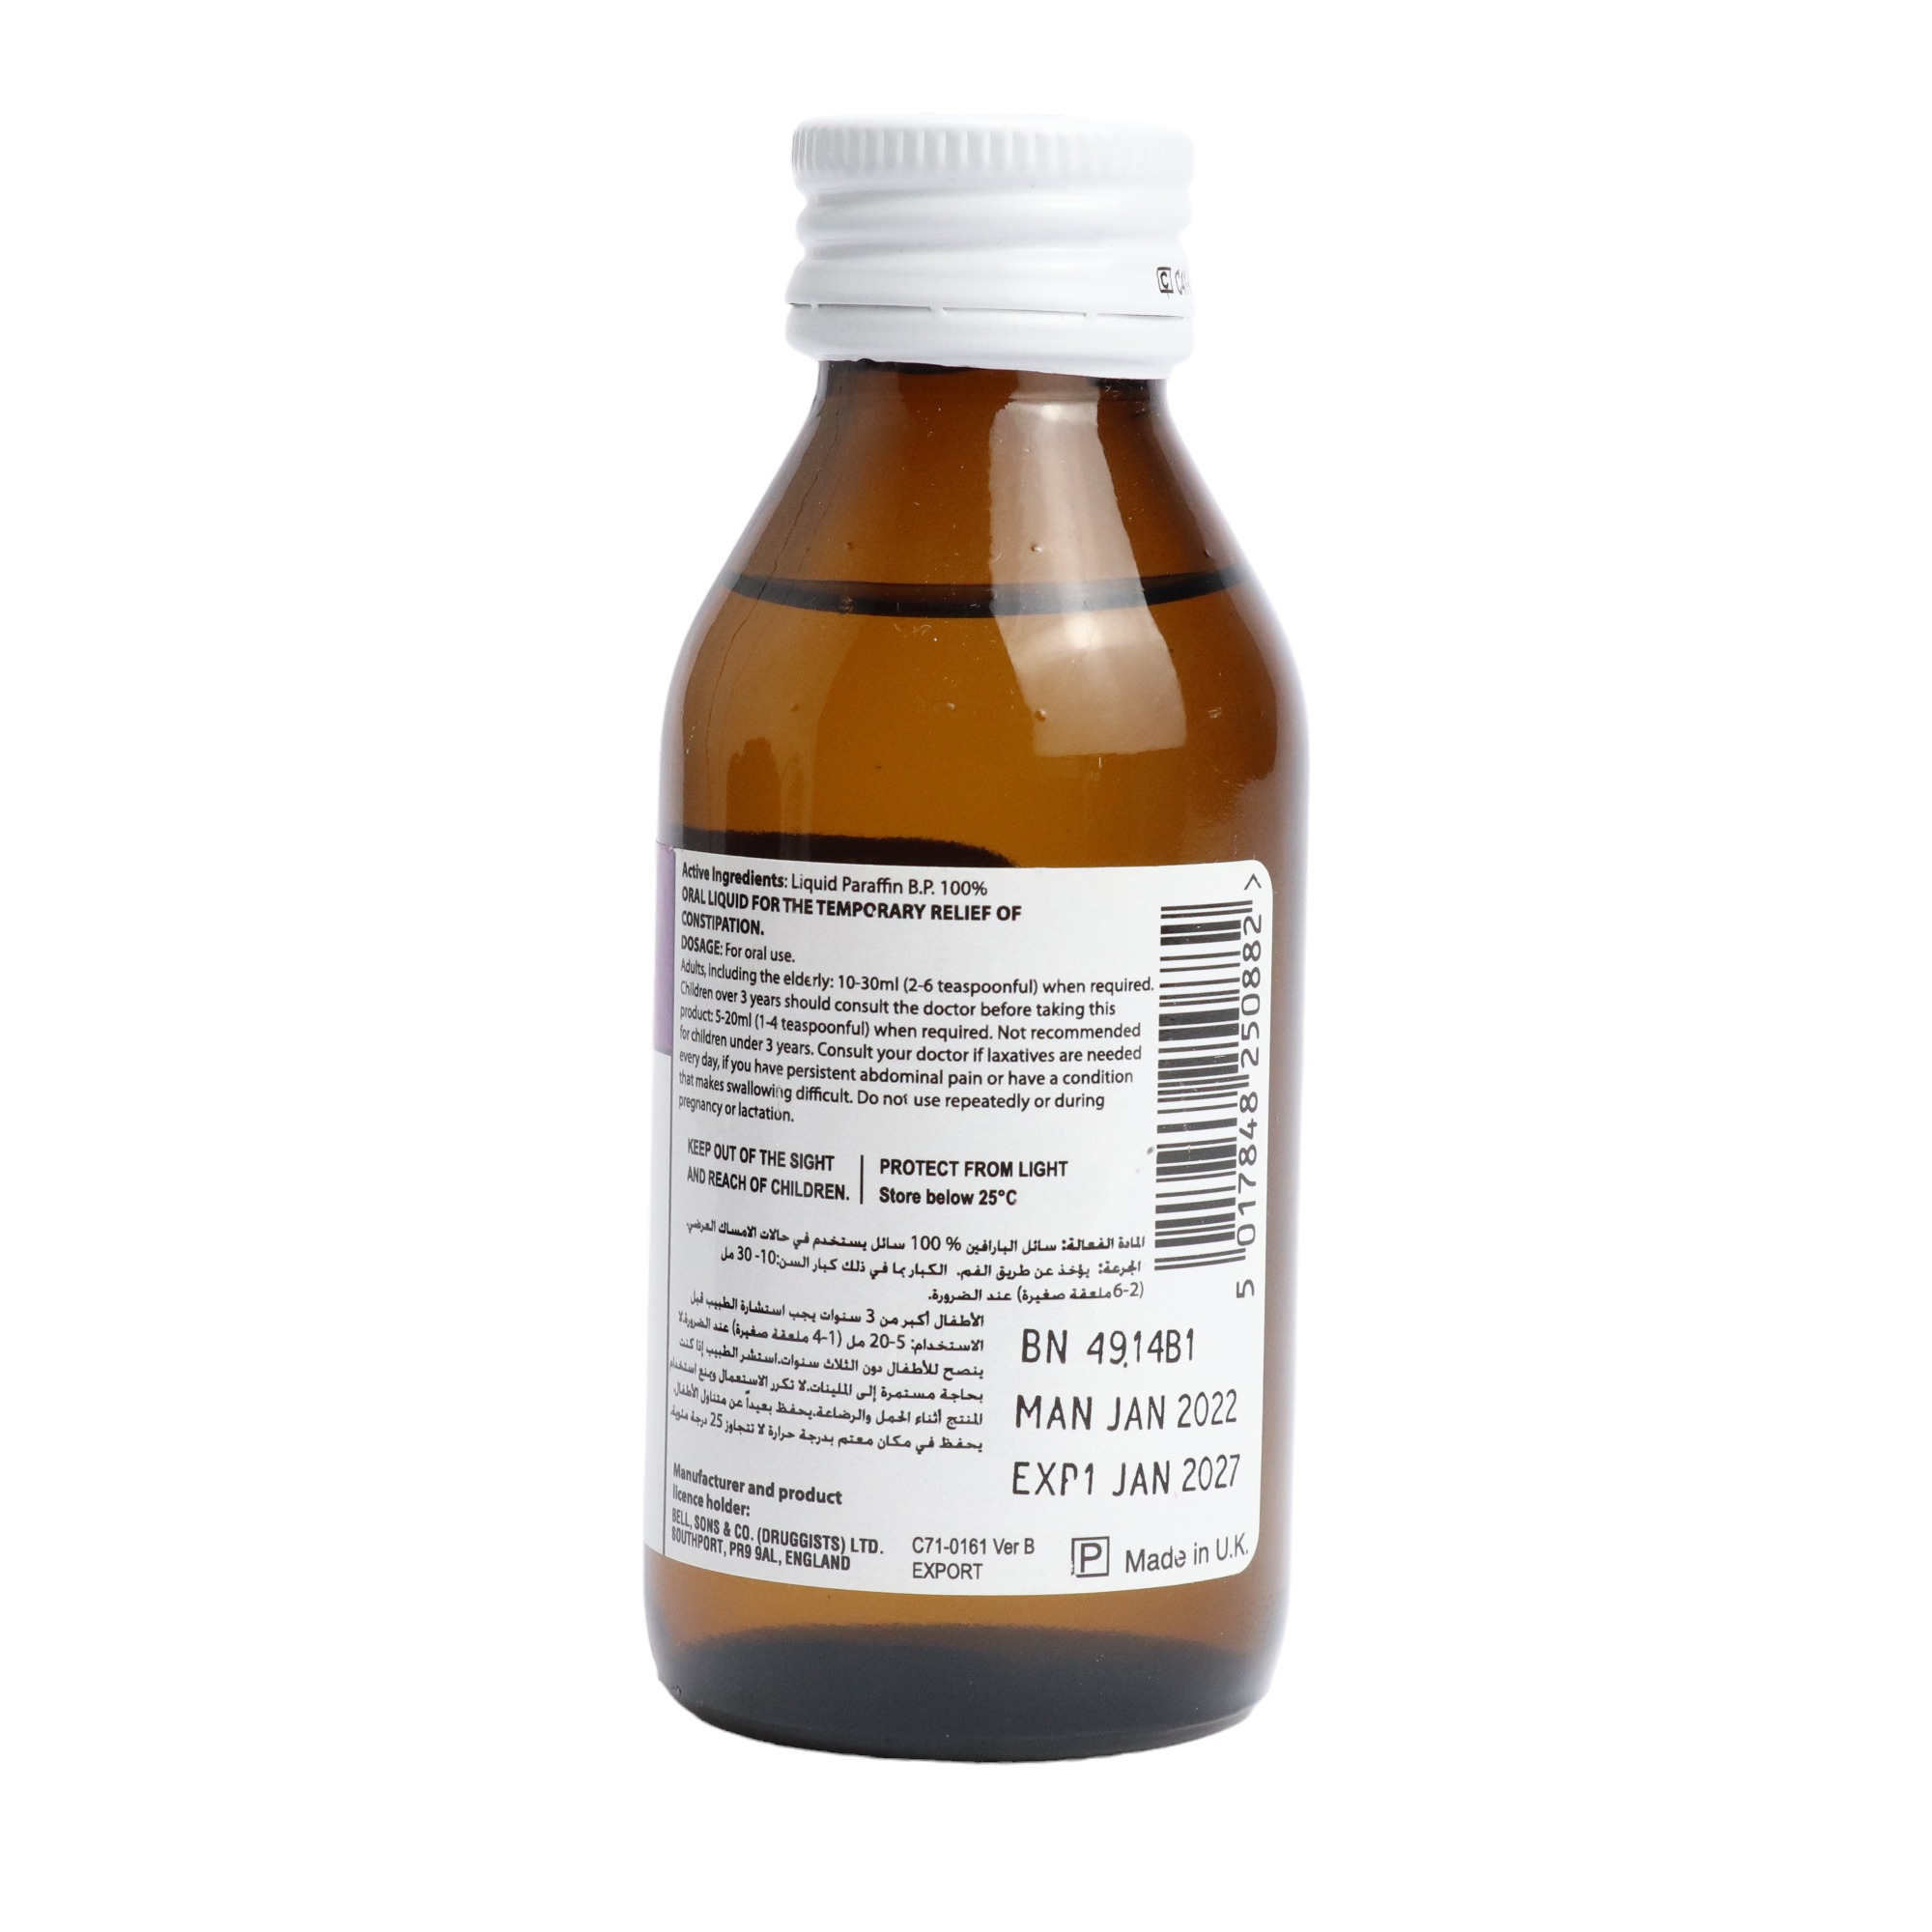 Active Ingredients: Liquid Paraffin B.P. 100%
ORAL LIQUID FOR THE TEMPORARY RELIEF OF
CONSTIPATION.
DOSAGE: For oral use.
Adults, including the elderly: 10-30ml (2-6 teaspoonful) when required.
Children over 3 years should consult the doctor before taking this
product: 5-20ml (1-4 teaspoonful) when required. Not recommended
for children under 3 years. Consult your doctor if laxatives are needed
every day, if you have persistent abdominal pain or have a condition
that makes swallowing difficult. Do not use repeatedly or during
pregnancy or lactation.
KEEP OUT OF THE SIGHT
AND REACH OF CHILDREN.
PROTECT FROM LIGHT
Store below 25°C
المادة الفعالة: سائل البارافين % 100 سائل يستخدم في حالات الامساك العرضي.
الجرعة: يؤخذ عن طريق الفم. الكبار بما في ذلك كبار السن:10- 30 مل
(2-6ملعقة صغيرة) عند الضرورة.
الأطفال أكبر من 3 سنوات يجب استشارة الطبيب قبل
الاستخدام: 5-20 مل (1-4 ملعقة صغيرة) عند الضرورة.لا
ينصح للأطفال دون الثلاث سنوات.استشر الطبيب إذا كنت
بحاجة مستمرة إلى الملينات.لا تكرر الاستعمال ويمنع استخدام
المنتج أثناء الحمل والرضاعة.يحفظ بعيداً عن متناول الأطفال.
يحفظ في مكان معتم بدرجة حرارة لا تتجاوز 25 درجة مئوية.
5 017848 250882 >
BN 4914B1
MAN JAN 2022
EXP1 JAN 2027
Manufacturer and product
licence holder:
BELL, SONS & CO. (DRUGGISTS) LTD.
SOUTHPORT, PR9 9AL, ENGLAND
C71-0161 Ver B
EXPORT
P Made in U.K.